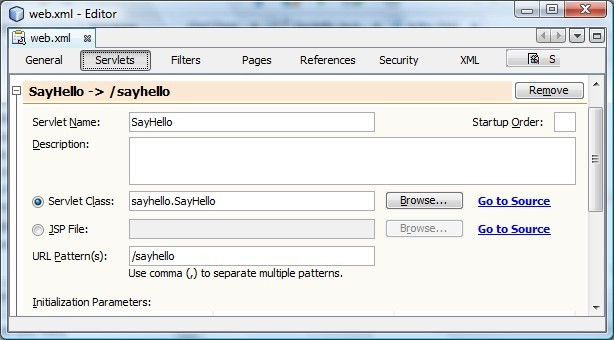 web.xml - Editor
web.xml
General Servlets Filters Pages References Security XML S
SayHello -> /sayhello Remove
Servlet Name: SayHello Startup Order:
Description:
Servlet Class: sayhello.SayHello Browse... Go to Source
JSP File: Browse... Go to Source
URL Pattern(s): /sayhello
Use comma (,) to separate multiple patterns.
Initialization Parameters: